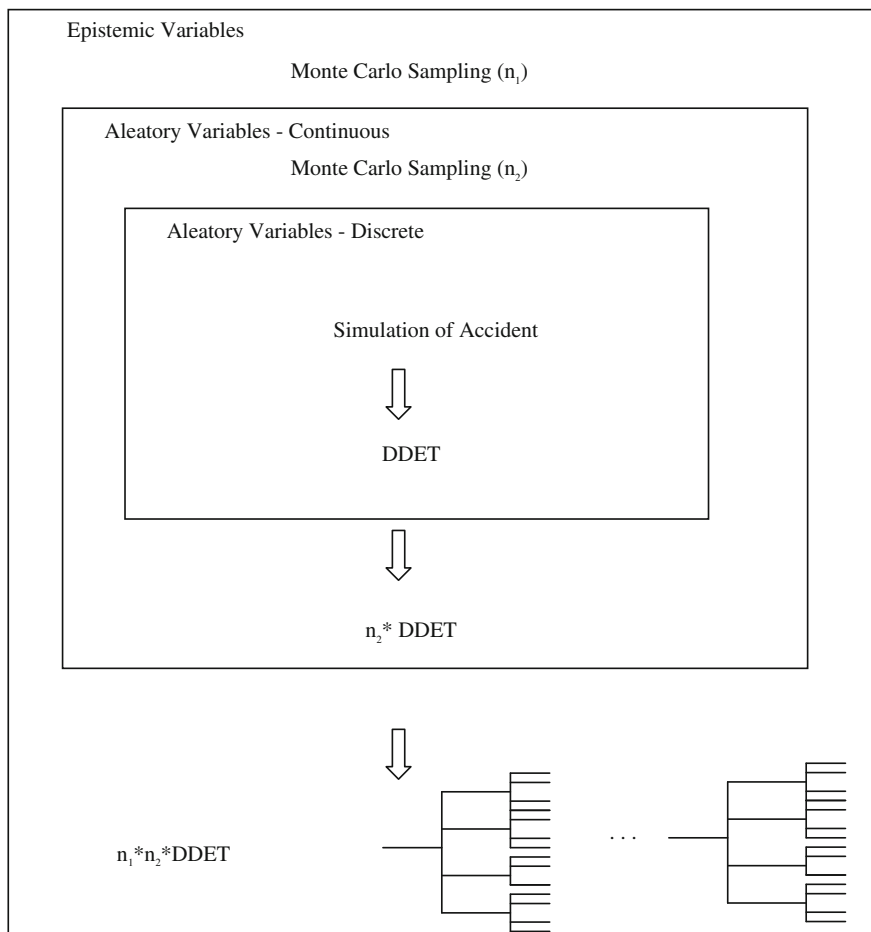 Epistemic Variables
Monte Carlo Sampling (n₁)
Aleatory Variables - Continuous
Monte Carlo Sampling (n₂)
Aleatory Variables - Discrete
Simulation of Accident
DDET
n₂* DDET
n₁*n₂*DDET
. . .